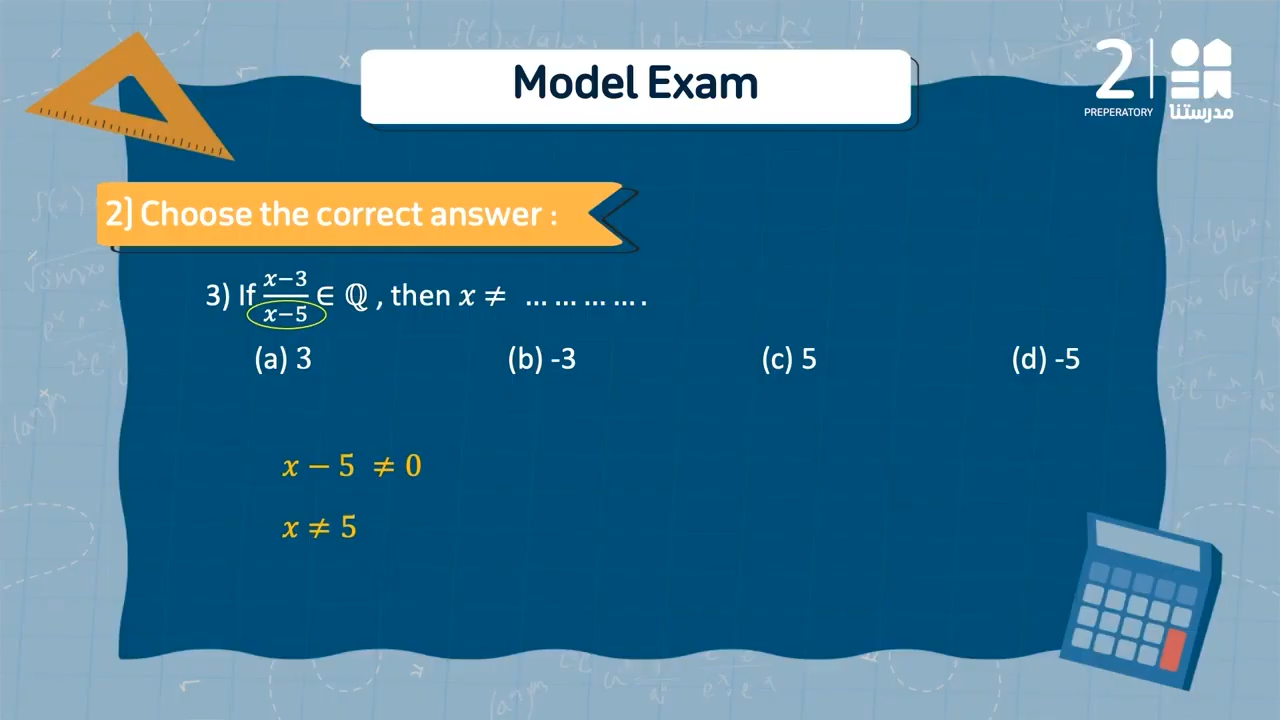 Model Exam
2
PREPERATORY
مدرستنا
2) Choose the correct answer :
3) If x−3/x−5 ∈ ℚ , then x ≠ ... ... ... ... .
(a) 3 (b) -3 (c) 5 (d) -5
x − 5 ≠ 0
x ≠ 5